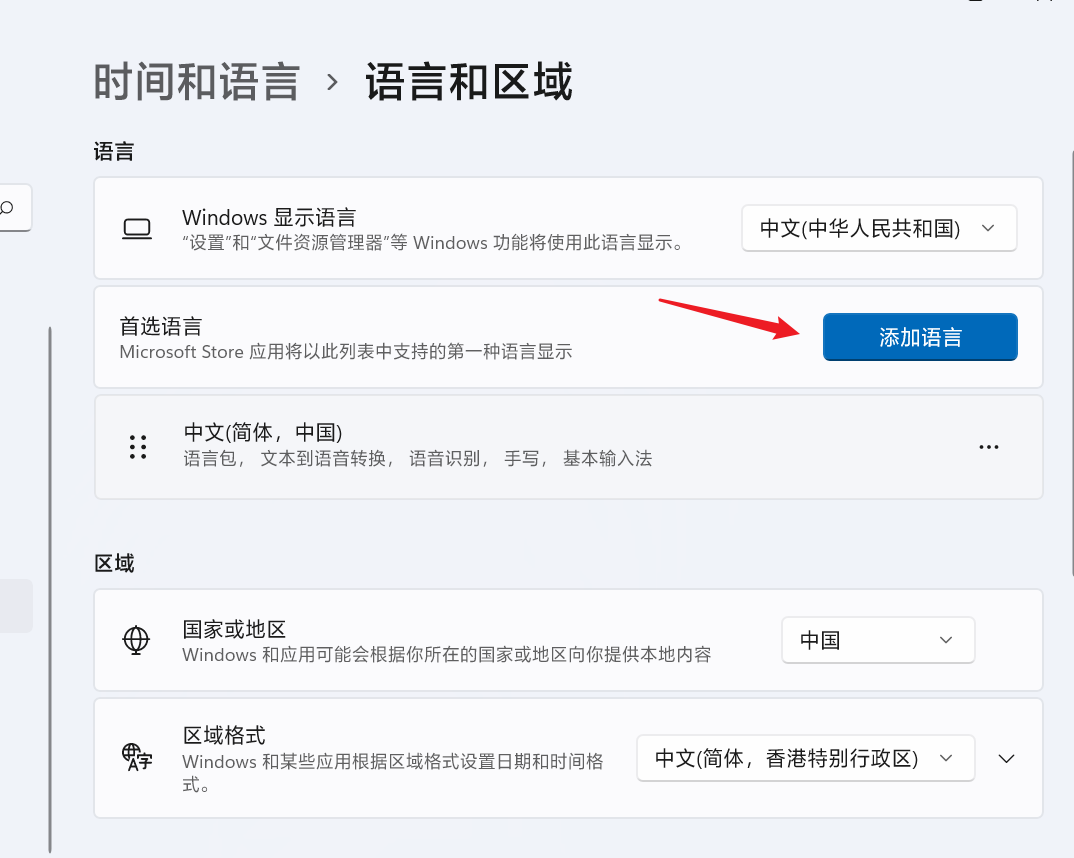 时间和语言 › 语言和区域
语言
Windows 显示语言
“设置”和“文件资源管理器”等 Windows 功能将使用此语言显示。
中文(中华人民共和国)
首选语言
Microsoft Store 应用将以此列表中支持的第一种语言显示
添加语言
中文(简体，中国)
语言包， 文本到语音转换， 语音识别， 手写， 基本输入法
区域
国家或地区
Windows 和应用可能会根据你所在的国家或地区向你提供本地内容
中国
区域格式
Windows 和某些应用根据区域格式设置日期和时间格
式。
中文(简体，香港特别行政区)